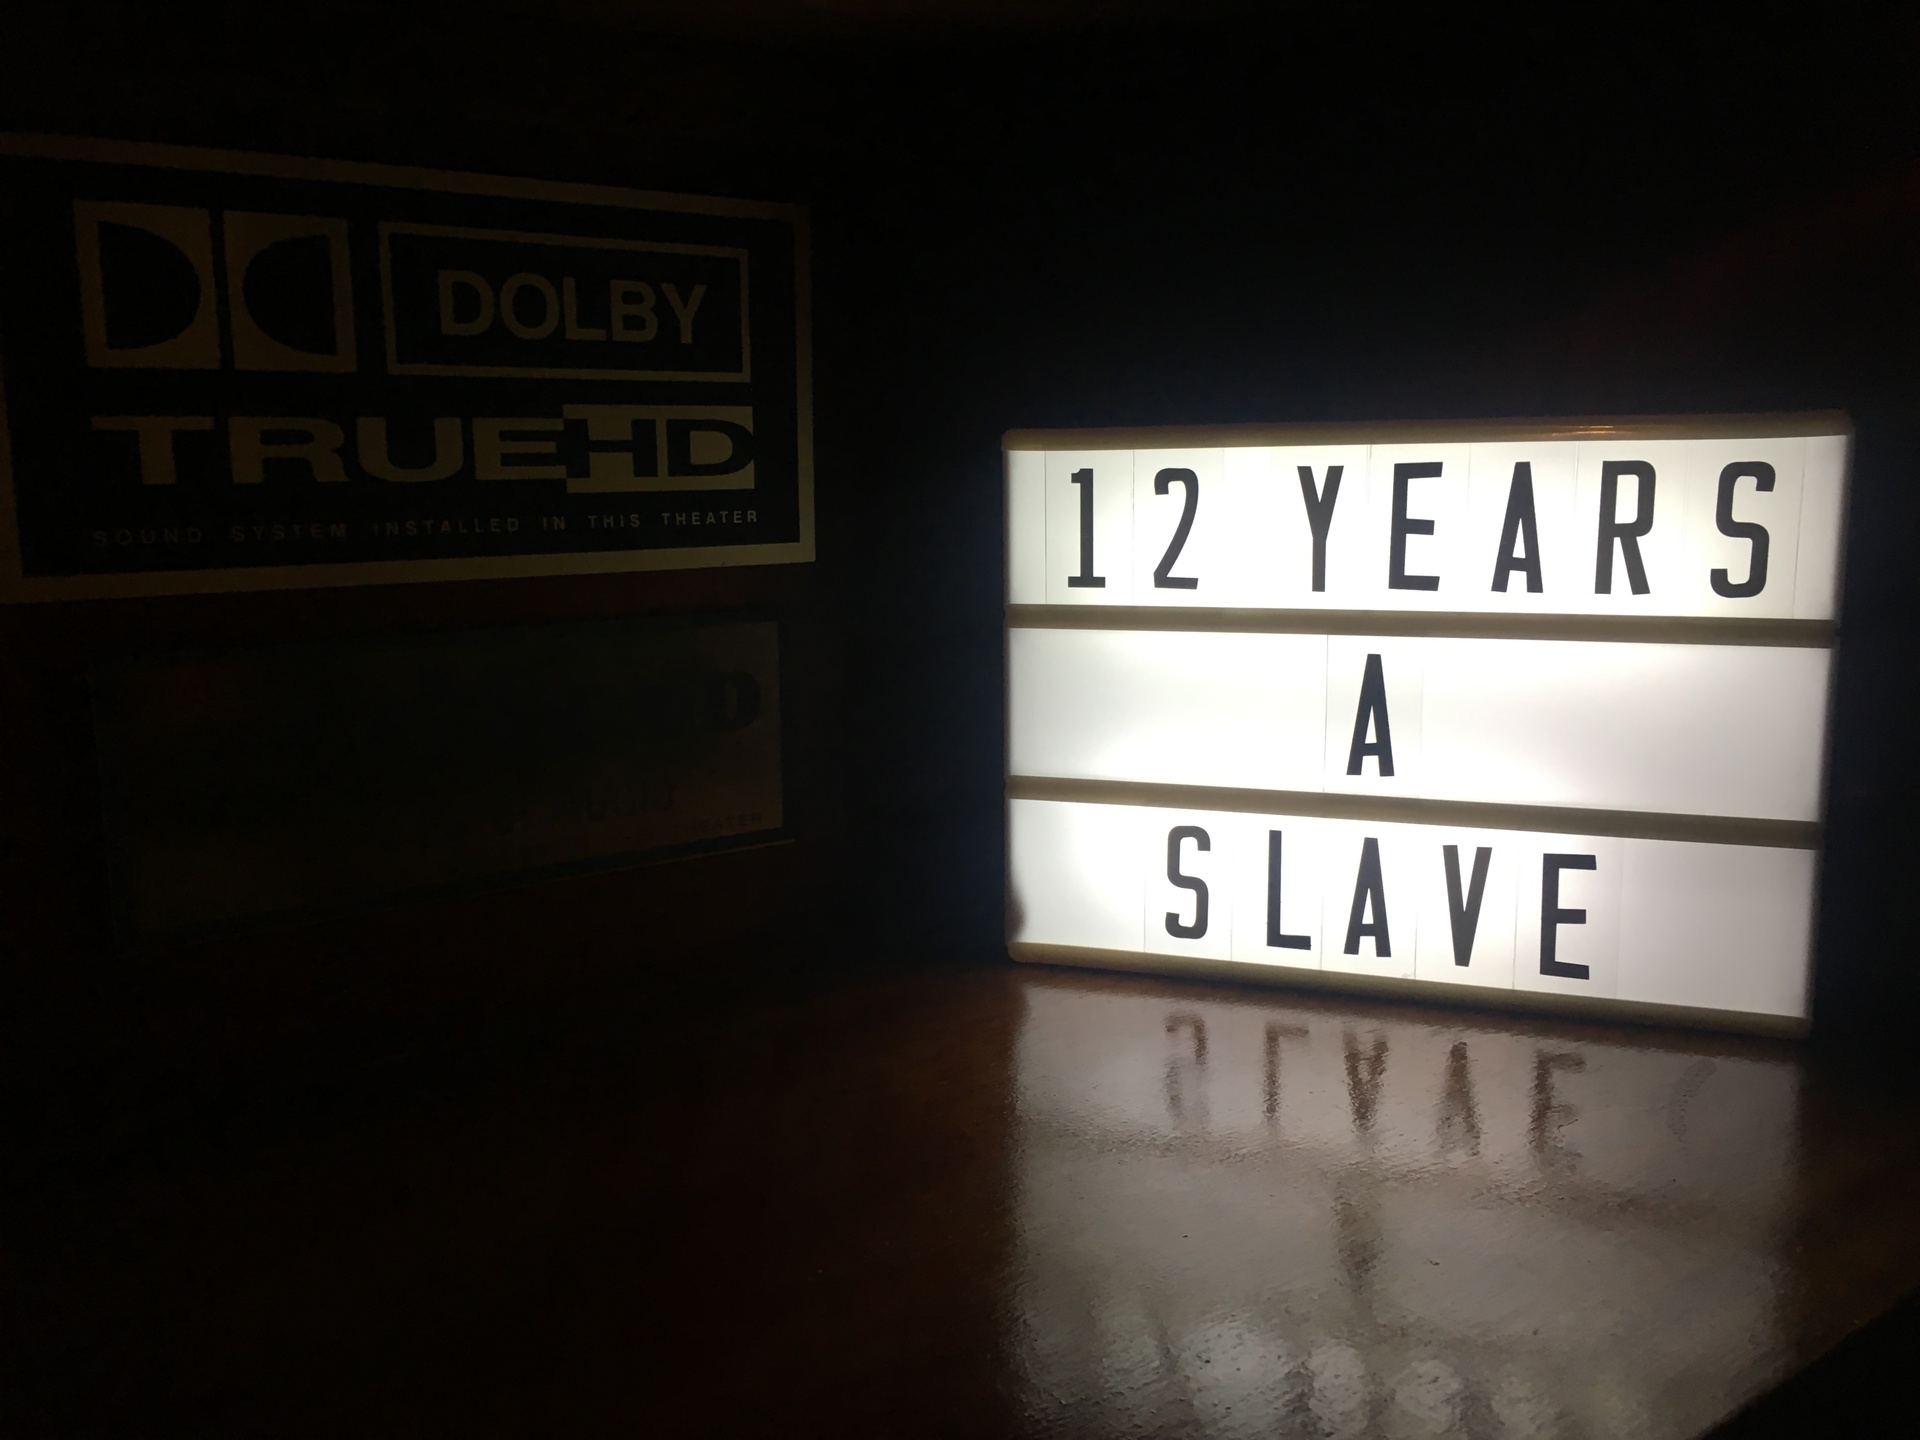 DOLBY
TRUEHD
SOUND SYSTEM INSTALLED IN THIS THEATER
12 YEARS
A
SLAVE